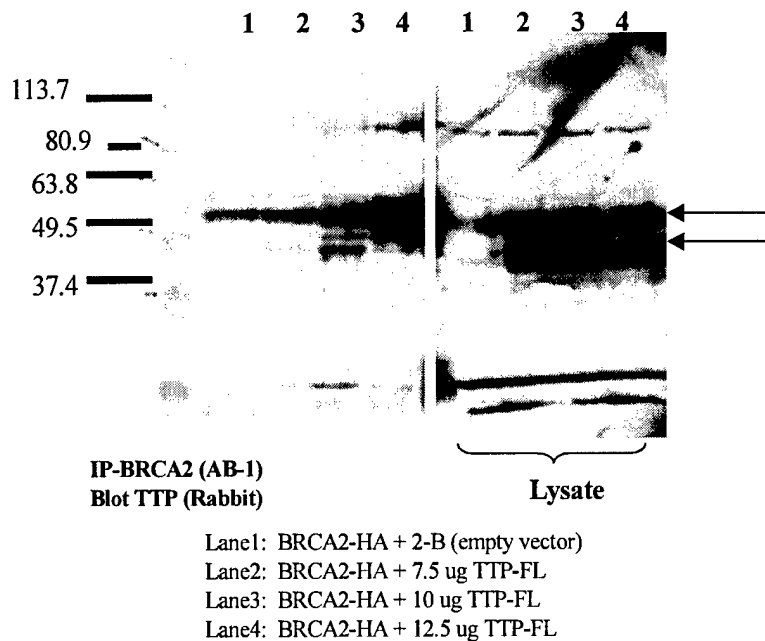 1 2 3 4 1 2 3 4
113.7
80.9
63.8
49.5
37.4
IP-BRCA2 (AB-1)
Blot TTP (Rabbit)
Lysate
Lane1: BRCA2-HA + 2-B (empty vector)
Lane2: BRCA2-HA + 7.5 ug TTP-FL
Lane3: BRCA2-HA + 10 ug TTP-FL
Lane4: BRCA2-HA + 12.5 ug TTP-FL